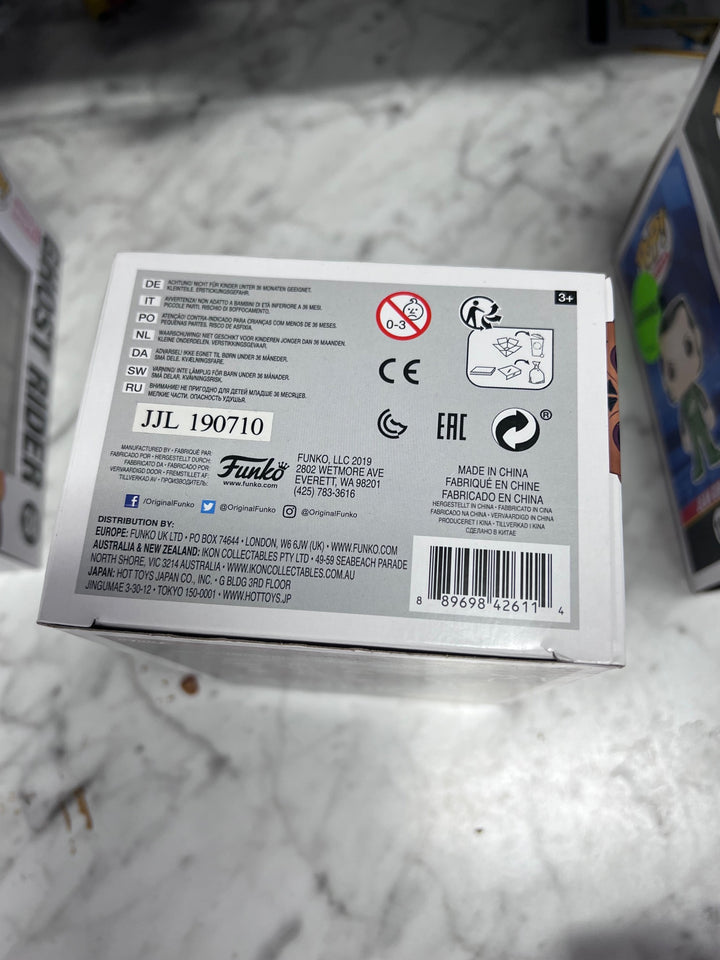 GHOST RIDER
DE ACHTUNG! NICHT FÜR KINDER UNTER 36 MONATEN GEEIGNET.
KLEINTEILE. ERSTICKUNGSGEFAHR.
IT AVVERTENZA! NON ADATTO A BAMBINI DI ETÀ INFERIORE A 36 MESI.
PICCOLE PARTI. RISCHIO DI SOFFOCAMENTO.
PO ATENÇÃO: CONTRA-INDICADO PARA CRIANÇAS COM MENOS DE 36 MESES.
PEQUENAS PARTES. RISCO DE ASFIXIA.
NL WAARSCHUWING! NIET GESCHIKT VOOR KINDEREN JONGER DAN 36 MAANDEN.
KLEINE ONDERDELEN. VERSTIKKINGSGEVAAR.
DA ADVARSEL! IKKE EGNET TIL BØRN UNDER 36 MÅNEDER.
SMÅ DELE. KVÆLNINGSFARE.
SW VARNING! INTE LÄMPLIG FÖR BARN UNDER 36 MÅNADER.
SMÅ DELAR. KVÄVNINGSRISK.
RU ВНИМАНИЕ! НЕ ПРИГОДНО ДЛЯ ДЕТЕЙ МЛАДШЕ 36 МЕСЯЦЕВ.
МЕЛКИЕ ЧАСТИ. ОПАСНОСТЬ УДУШЬЯ.
3+
0-3
CE
EAC
®
JJL 190710
MANUFACTURED BY • FABRIQUÉ PAR:
FABRICADO POR • HERGESTELLT DURCH:
FABBRICATO DA • FABRICADO POR:
VERVAARDIGD DOOR • FREMSTILLET AF:
TILLVERKAD AV • ПРОИЗВОДИТЕЛЬ:
Funko
www.funko.com
FUNKO, LLC 2019
2802 WETMORE AVE
EVERETT, WA 98201
(425) 783-3616
MADE IN CHINA
FABRIQUÉ EN CHINE
FABRICADO EN CHINA
HERGESTELLT IN CHINA • FABBRICATO IN CINA
FABRICADO NA CHINA • VERVAARDIGD IN CHINA
PRODUCERET I KINA • TILLVERKAD I KINA
СДЕЛАНО В КИТАЕ
/OriginalFunko @OriginalFunko @OriginalFunko
DISTRIBUTION BY:
EUROPE: FUNKO UK LTD • PO BOX 74644 • LONDON, W6 6JW (UK) • WWW.FUNKO.COM
AUSTRALIA & NEW ZEALAND: IKON COLLECTABLES PTY LTD • 49-59 SEABEACH PARADE
NORTH SHORE, VIC 3214 AUSTRALIA • WWW.IKONCOLLECTABLES.COM.AU
JAPAN: HOT TOYS JAPAN CO., INC. • G BLDG 3RD FLOOR
JINGUMAE 3-30-12 • TOKYO 150-0001 • WWW.HOTTOYS.JP
8 89698 42611 4
POP!